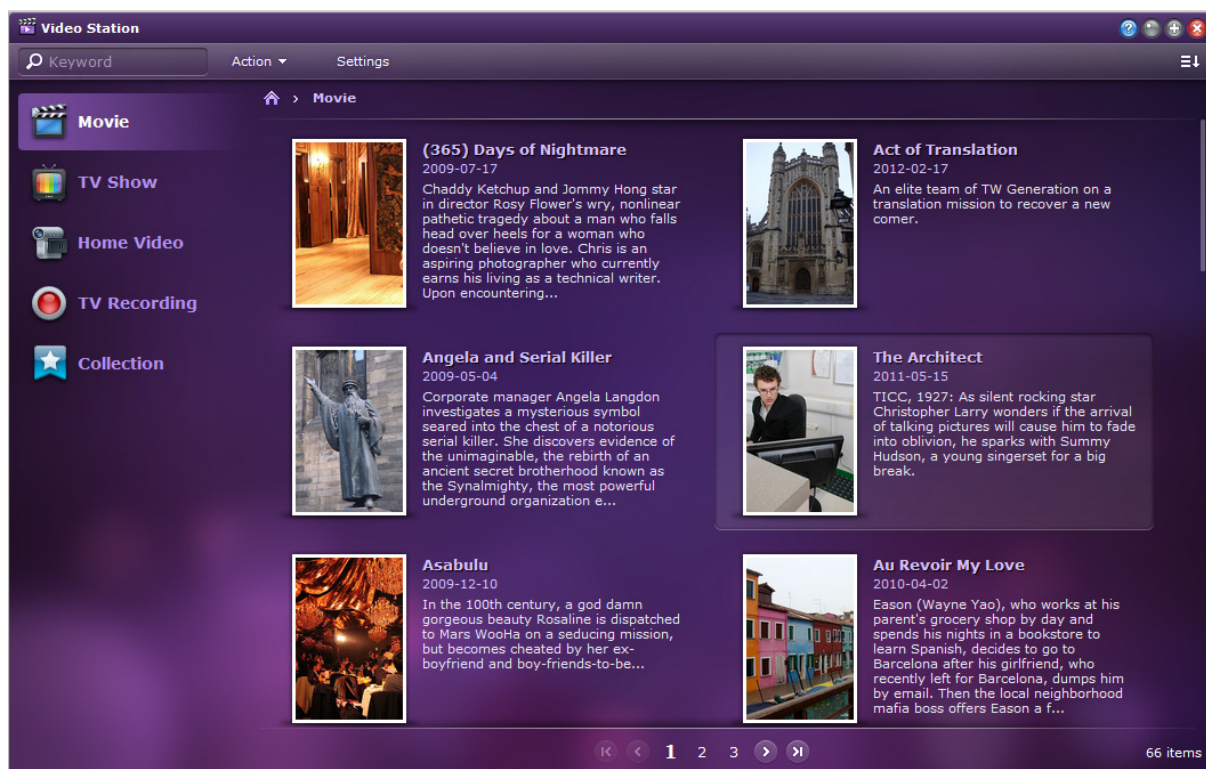 Video Station
Keyword
Action
Settings
Movie
TV Show
Home Video
TV Recording
Collection
Movie
(365) Days of Nightmare
2009-07-17
Chaddy Ketchup and Jommy Hong star
in director Rosy Flower's wry, nonlinear
pathetic tragedy about a man who falls
head over heels for a woman who
doesn't believe in love. Chris is an
aspiring photographer who currently
earns his living as a technical writer.
Upon encountering...
Act of Translation
2012-02-17
An elite team of TW Generation on a
translation mission to recover a new
comer.
Angela and Serial Killer
2009-05-04
Corporate manager Angela Langdon
investigates a mysterious symbol
seared into the chest of a notorious
serial killer. She discovers evidence of
the unimaginable, the rebirth of an
ancient secret brotherhood known as
the Synalmighty, the most powerful
underground organization e...
The Architect
2011-05-15
TICC, 1927: As silent rocking star
Christopher Larry wonders if the arrival
of talking pictures will cause him to fade
into oblivion, he sparks with Summy
Hudson, a young singerset for a big
break.
Asabulu
2009-12-10
In the 100th century, a god damn
gorgeous beauty Rosaline is dispatched
to Mars WooHa on a seducing mission,
but becomes cheated by her ex-
boyfriend and boy-friends-to-be...
Au Revoir My Love
2010-04-02
Eason (Wayne Yao), who works at his
parent's grocery shop by day and
spends his nights in a bookstore to
learn Spanish, decides to go to
Barcelona after his girlfriend, who
recently left for Barcelona, dumps him
by email. Then the local neighborhood
mafia boss offers Eason a f...
1 2 3
66 items